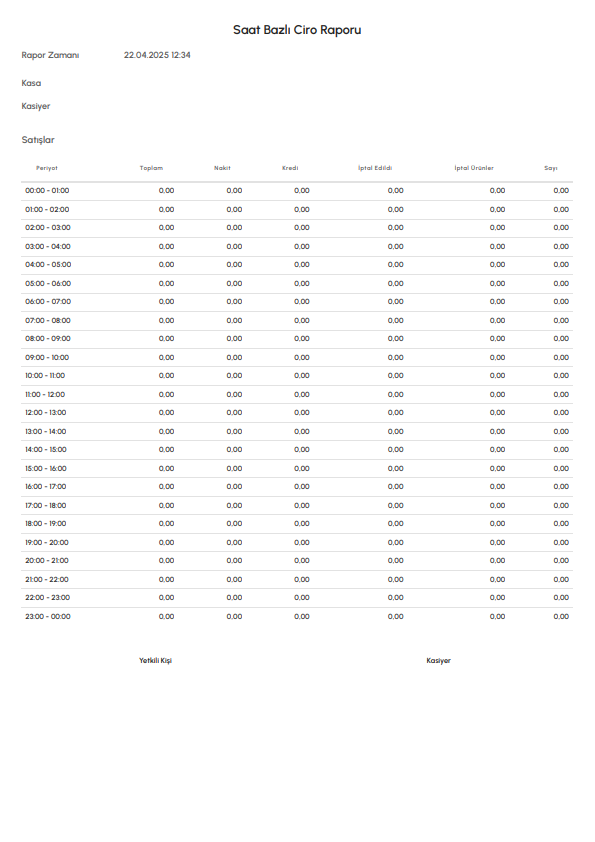 Saat Bazlı Ciro Raporu
Rapor Zamanı 22.04.2025 12:34
Kasa
Kasiyer
Satışlar
Periyot Toplam Nakit Kredi İptal Edildi İptal Ürünler Sayı
00:00 - 01:00 0,00 0,00 0,00 0,00 0,00 0,00
01:00 - 02:00 0,00 0,00 0,00 0,00 0,00 0,00
02:00 - 03:00 0,00 0,00 0,00 0,00 0,00 0,00
03:00 - 04:00 0,00 0,00 0,00 0,00 0,00 0,00
04:00 - 05:00 0,00 0,00 0,00 0,00 0,00 0,00
05:00 - 06:00 0,00 0,00 0,00 0,00 0,00 0,00
06:00 - 07:00 0,00 0,00 0,00 0,00 0,00 0,00
07:00 - 08:00 0,00 0,00 0,00 0,00 0,00 0,00
08:00 - 09:00 0,00 0,00 0,00 0,00 0,00 0,00
09:00 - 10:00 0,00 0,00 0,00 0,00 0,00 0,00
10:00 - 11:00 0,00 0,00 0,00 0,00 0,00 0,00
11:00 - 12:00 0,00 0,00 0,00 0,00 0,00 0,00
12:00 - 13:00 0,00 0,00 0,00 0,00 0,00 0,00
13:00 - 14:00 0,00 0,00 0,00 0,00 0,00 0,00
14:00 - 15:00 0,00 0,00 0,00 0,00 0,00 0,00
15:00 - 16:00 0,00 0,00 0,00 0,00 0,00 0,00
16:00 - 17:00 0,00 0,00 0,00 0,00 0,00 0,00
17:00 - 18:00 0,00 0,00 0,00 0,00 0,00 0,00
18:00 - 19:00 0,00 0,00 0,00 0,00 0,00 0,00
19:00 - 20:00 0,00 0,00 0,00 0,00 0,00 0,00
20:00 - 21:00 0,00 0,00 0,00 0,00 0,00 0,00
21:00 - 22:00 0,00 0,00 0,00 0,00 0,00 0,00
22:00 - 23:00 0,00 0,00 0,00 0,00 0,00 0,00
23:00 - 00:00 0,00 0,00 0,00 0,00 0,00 0,00
Yetkili Kişi Kasiyer